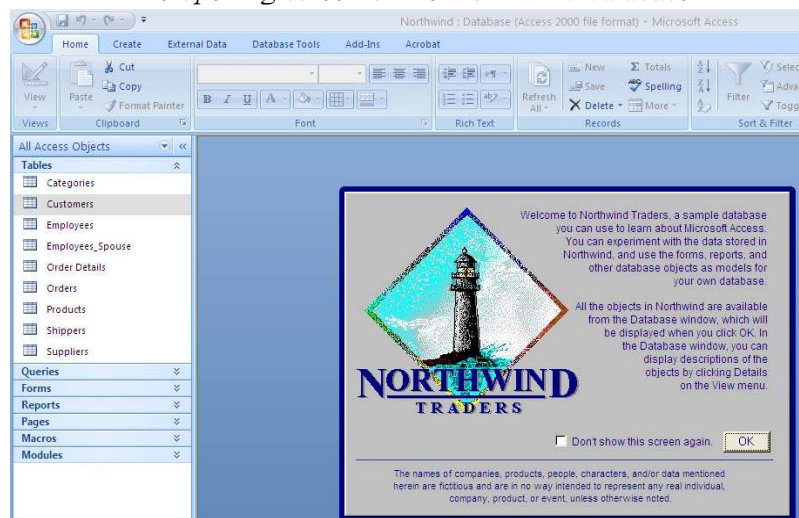 Northwind : Database (Access 2000 file format) - Microsoft Access
Home Create External Data Database Tools Add-Ins Acrobat
View
Paste
Cut
Copy
Format Painter
B I U A
ab
Refresh
All
New
Save
Delete
Totals
Spelling
More
Filter
Views Clipboard Font Rich Text Records Sort & Filter
All Access Objects
Tables
Categories
Customers
Employees
Employees_Spouse
Order Details
Orders
Products
Shippers
Suppliers
Queries
Forms
Reports
Pages
Macros
Modules
Welcome to Northwind Traders, a sample database
you can use to learn about Microsoft Access.
You can experiment with the data stored in
Northwind, and use the forms, reports, and
other database objects as models for
your own database.
All the objects in Northwind are available
from the Database window, which will
be displayed when you click OK. In
the Database window, you can
display descriptions of the
objects by clicking Details
on the View menu.
NORTHWIND
TRADERS
Don't show this screen again.
OK
The names of companies, products, people, characters, and/or data mentioned
herein are fictitious and are in no way intended to represent any real individual,
company, product, or event, unless otherwise noted.